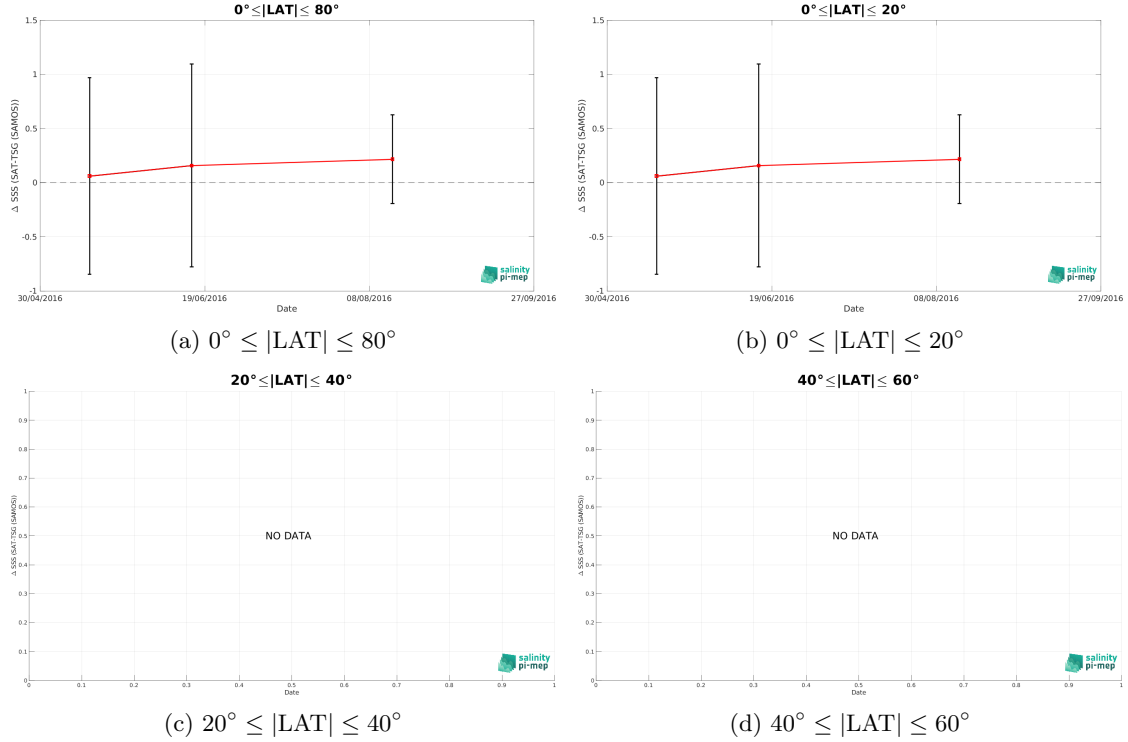 0°≤|LAT|≤ 80°
1.5
1
0.5
0
-0.5
-1
Δ SSS (SAT-TSG (SAMOS))
30/04/2016 19/06/2016 08/08/2016 27/09/2016
Date
salinity
pi-mep
(a) 0° ≤ |LAT| ≤ 80°
0°≤|LAT|≤ 20°
1.5
1
0.5
0
-0.5
-1
Δ SSS (SAT-TSG (SAMOS))
30/04/2016 19/06/2016 08/08/2016 27/09/2016
Date
salinity
pi-mep
(b) 0° ≤ |LAT| ≤ 20°
20°≤|LAT|≤ 40°
1
0.9
0.8
0.7
0.6
0.5
0.4
0.3
0.2
0.1
0
Δ SSS (SAT-TSG (SAMOS))
NO DATA
0 0.1 0.2 0.3 0.4 0.5 0.6 0.7 0.8 0.9 1
Date
salinity
pi-mep
(c) 20° ≤ |LAT| ≤ 40°
40°≤|LAT|≤ 60°
1
0.9
0.8
0.7
0.6
0.5
0.4
0.3
0.2
0.1
0
Δ SSS (SAT-TSG (SAMOS))
NO DATA
0 0.1 0.2 0.3 0.4 0.5 0.6 0.7 0.8 0.9 1
Date
salinity
pi-mep
(d) 40° ≤ |LAT| ≤ 60°